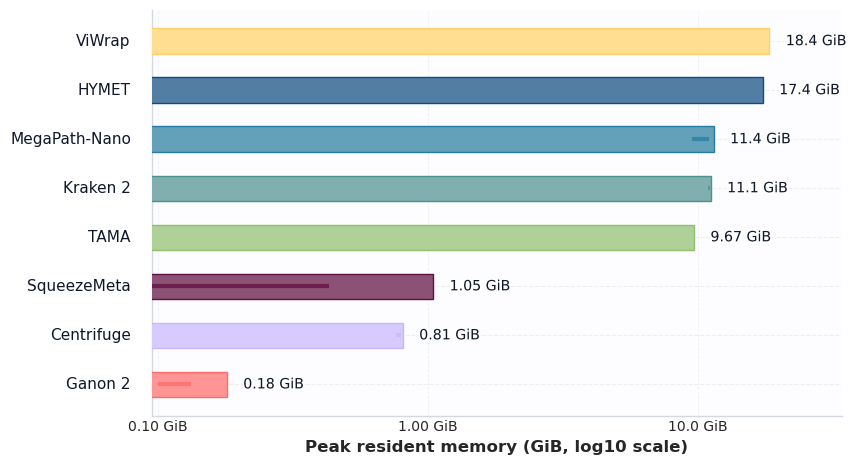 ViWrap 18.4 GiB
HYMET 17.4 GiB
MegaPath-Nano 11.4 GiB
Kraken 2 11.1 GiB
TAMA 9.67 GiB
SqueezeMeta 1.05 GiB
Centrifuge 0.81 GiB
Ganon 2 0.18 GiB
0.10 GiB 1.00 GiB 10.0 GiB
Peak resident memory (GiB, log10 scale)